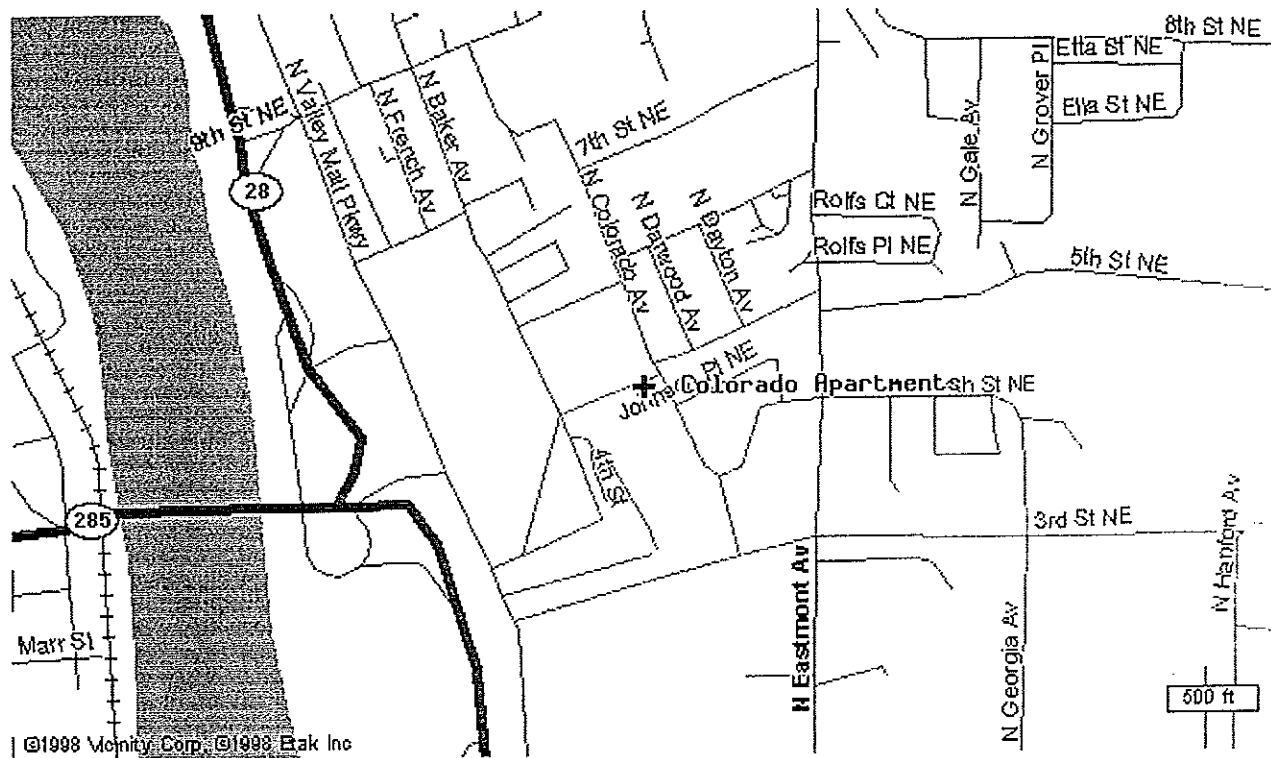 8th St NE
Etta St NE
N Grover Pl
Ella St NE
N Gale Av
N Valley Mall Pkwy
9th St NE
N French Av
N Baker Av
7th St NE
28
N Colorado Av
N Darwood Av
N Dayton Av
Rolfs Ct NE
Rolfs Pl NE
5th St NE
Pl NE
Colorado Apartments
St NE
4th St
285
3rd St NE
N Hanford Av
N Eastmont Av
N Georgia Av
Marr St
500 ft
©1998 Vicinity Corp, ©1998 Etak Inc